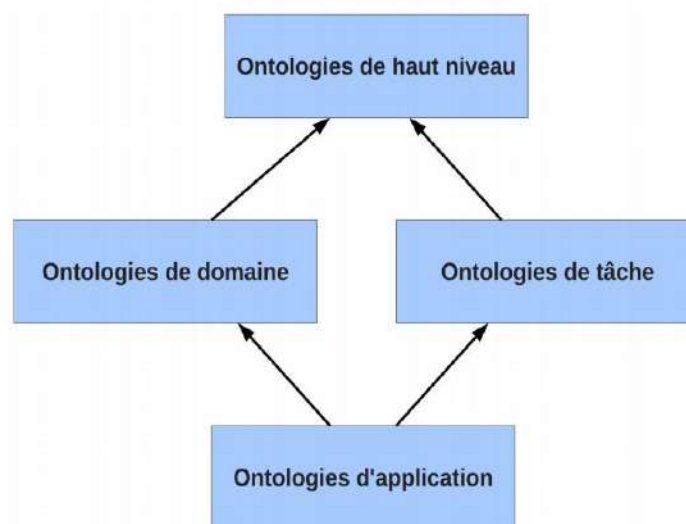 Ontologies de haut niveau
Ontologies de domaine
Ontologies de tâche
Ontologies d'application